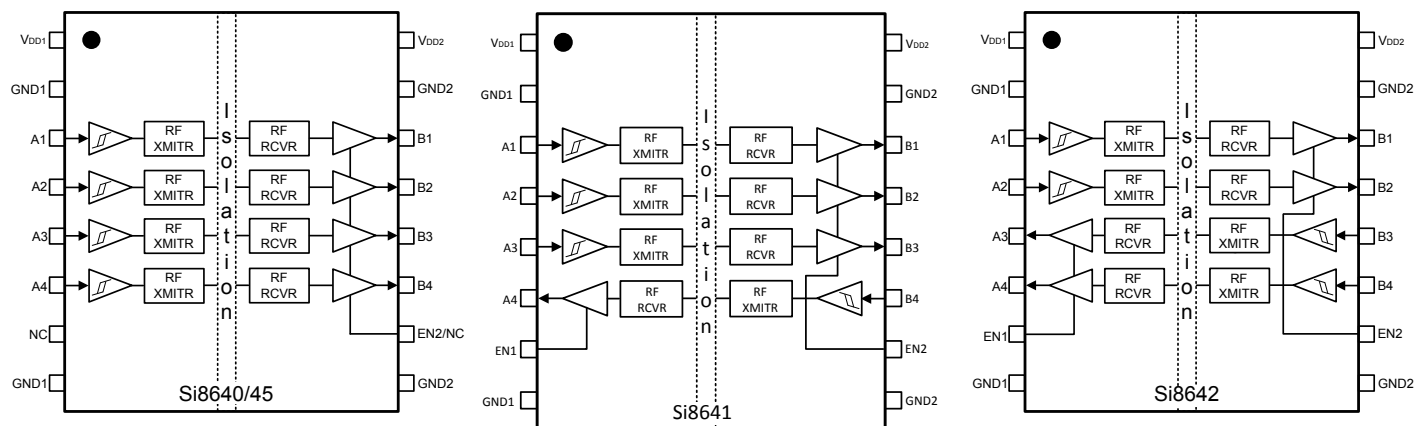 VDD1
VDD2
GND1
GND2
A1
RF XMITR
RF RCVR
B1
A2
RF XMITR
RF RCVR
B2
A3
RF XMITR
RF RCVR
B3
A4
RF XMITR
RF RCVR
B4
NC
EN2/NC
GND1
GND2
Isolation
Si8640/45
VDD1
VDD2
GND1
GND2
A1
RF XMITR
RF RCVR
B1
A2
RF XMITR
RF RCVR
B2
A3
RF XMITR
RF RCVR
B3
A4
RF RCVR
RF XMITR
B4
EN1
EN2
GND1
GND2
Isolation
Si8641
VDD1
VDD2
GND1
GND2
A1
RF XMITR
RF RCVR
B1
A2
RF XMITR
RF RCVR
B2
A3
RF RCVR
RF XMITR
B3
A4
RF RCVR
RF XMITR
B4
EN1
EN2
GND1
GND2
Isolation
Si8642